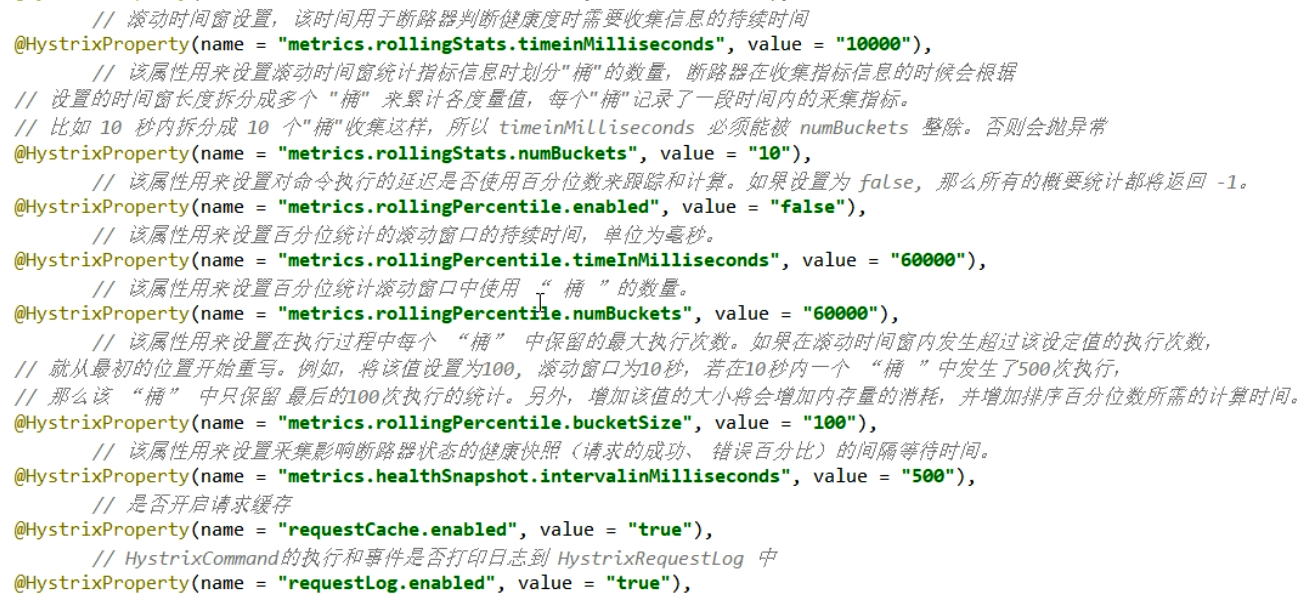 // 滚动时间窗设置，该时间用于断路器判断健康度时需要收集信息的持续时间
@HystrixProperty(name = "metrics.rollingStats.timeinMilliseconds", value = "10000"),
// 该属性用来设置滚动时间窗统计指标信息时划分"桶"的数量，断路器在收集指标信息的时候会根据
// 设置的时间窗长度拆分成多个 "桶" 来累计各度量值，每个"桶"记录了一段时间内的采集指标。
// 比如 10 秒内拆分成 10 个"桶"收集这样，所以 timeinMilliseconds 必须能被 numBuckets 整除。否则会抛异常
@HystrixProperty(name = "metrics.rollingStats.numBuckets", value = "10"),
// 该属性用来设置对命令执行的延迟是否使用百分位数来跟踪和计算。如果设置为 false, 那么所有的概要统计都将返回 -1。
@HystrixProperty(name = "metrics.rollingPercentile.enabled", value = "false"),
// 该属性用来设置百分位统计的滚动窗口的持续时间，单位为毫秒。
@HystrixProperty(name = "metrics.rollingPercentile.timeInMilliseconds", value = "60000"),
// 该属性用来设置百分位统计滚动窗口中使用 “ 桶 ”的数量。
@HystrixProperty(name = "metrics.rollingPercentile.numBuckets", value = "60000"),
// 该属性用来设置在执行过程中每个 “桶” 中保留的最大执行次数。如果在滚动时间窗内发生超过该设定值的执行次数，
// 就从最初的位置开始重写。例如，将该值设置为100, 滚动窗口为10秒，若在10秒内一个 “桶 ”中发生了500次执行，
// 那么该 “桶” 中只保留 最后的100次执行的统计。另外，增加该值的大小将会增加内存量的消耗，并增加排序百分位数所需的计算时间。
@HystrixProperty(name = "metrics.rollingPercentile.bucketSize", value = "100"),
// 该属性用来设置采集影响断路器状态的健康快照（请求的成功、 错误百分比）的间隔等待时间。
@HystrixProperty(name = "metrics.healthSnapshot.intervalinMilliseconds", value = "500"),
// 是否开启请求缓存
@HystrixProperty(name = "requestCache.enabled", value = "true"),
// HystrixCommand的执行和事件是否打印日志到 HystrixRequestLog 中
@HystrixProperty(name = "requestLog.enabled", value = "true"),